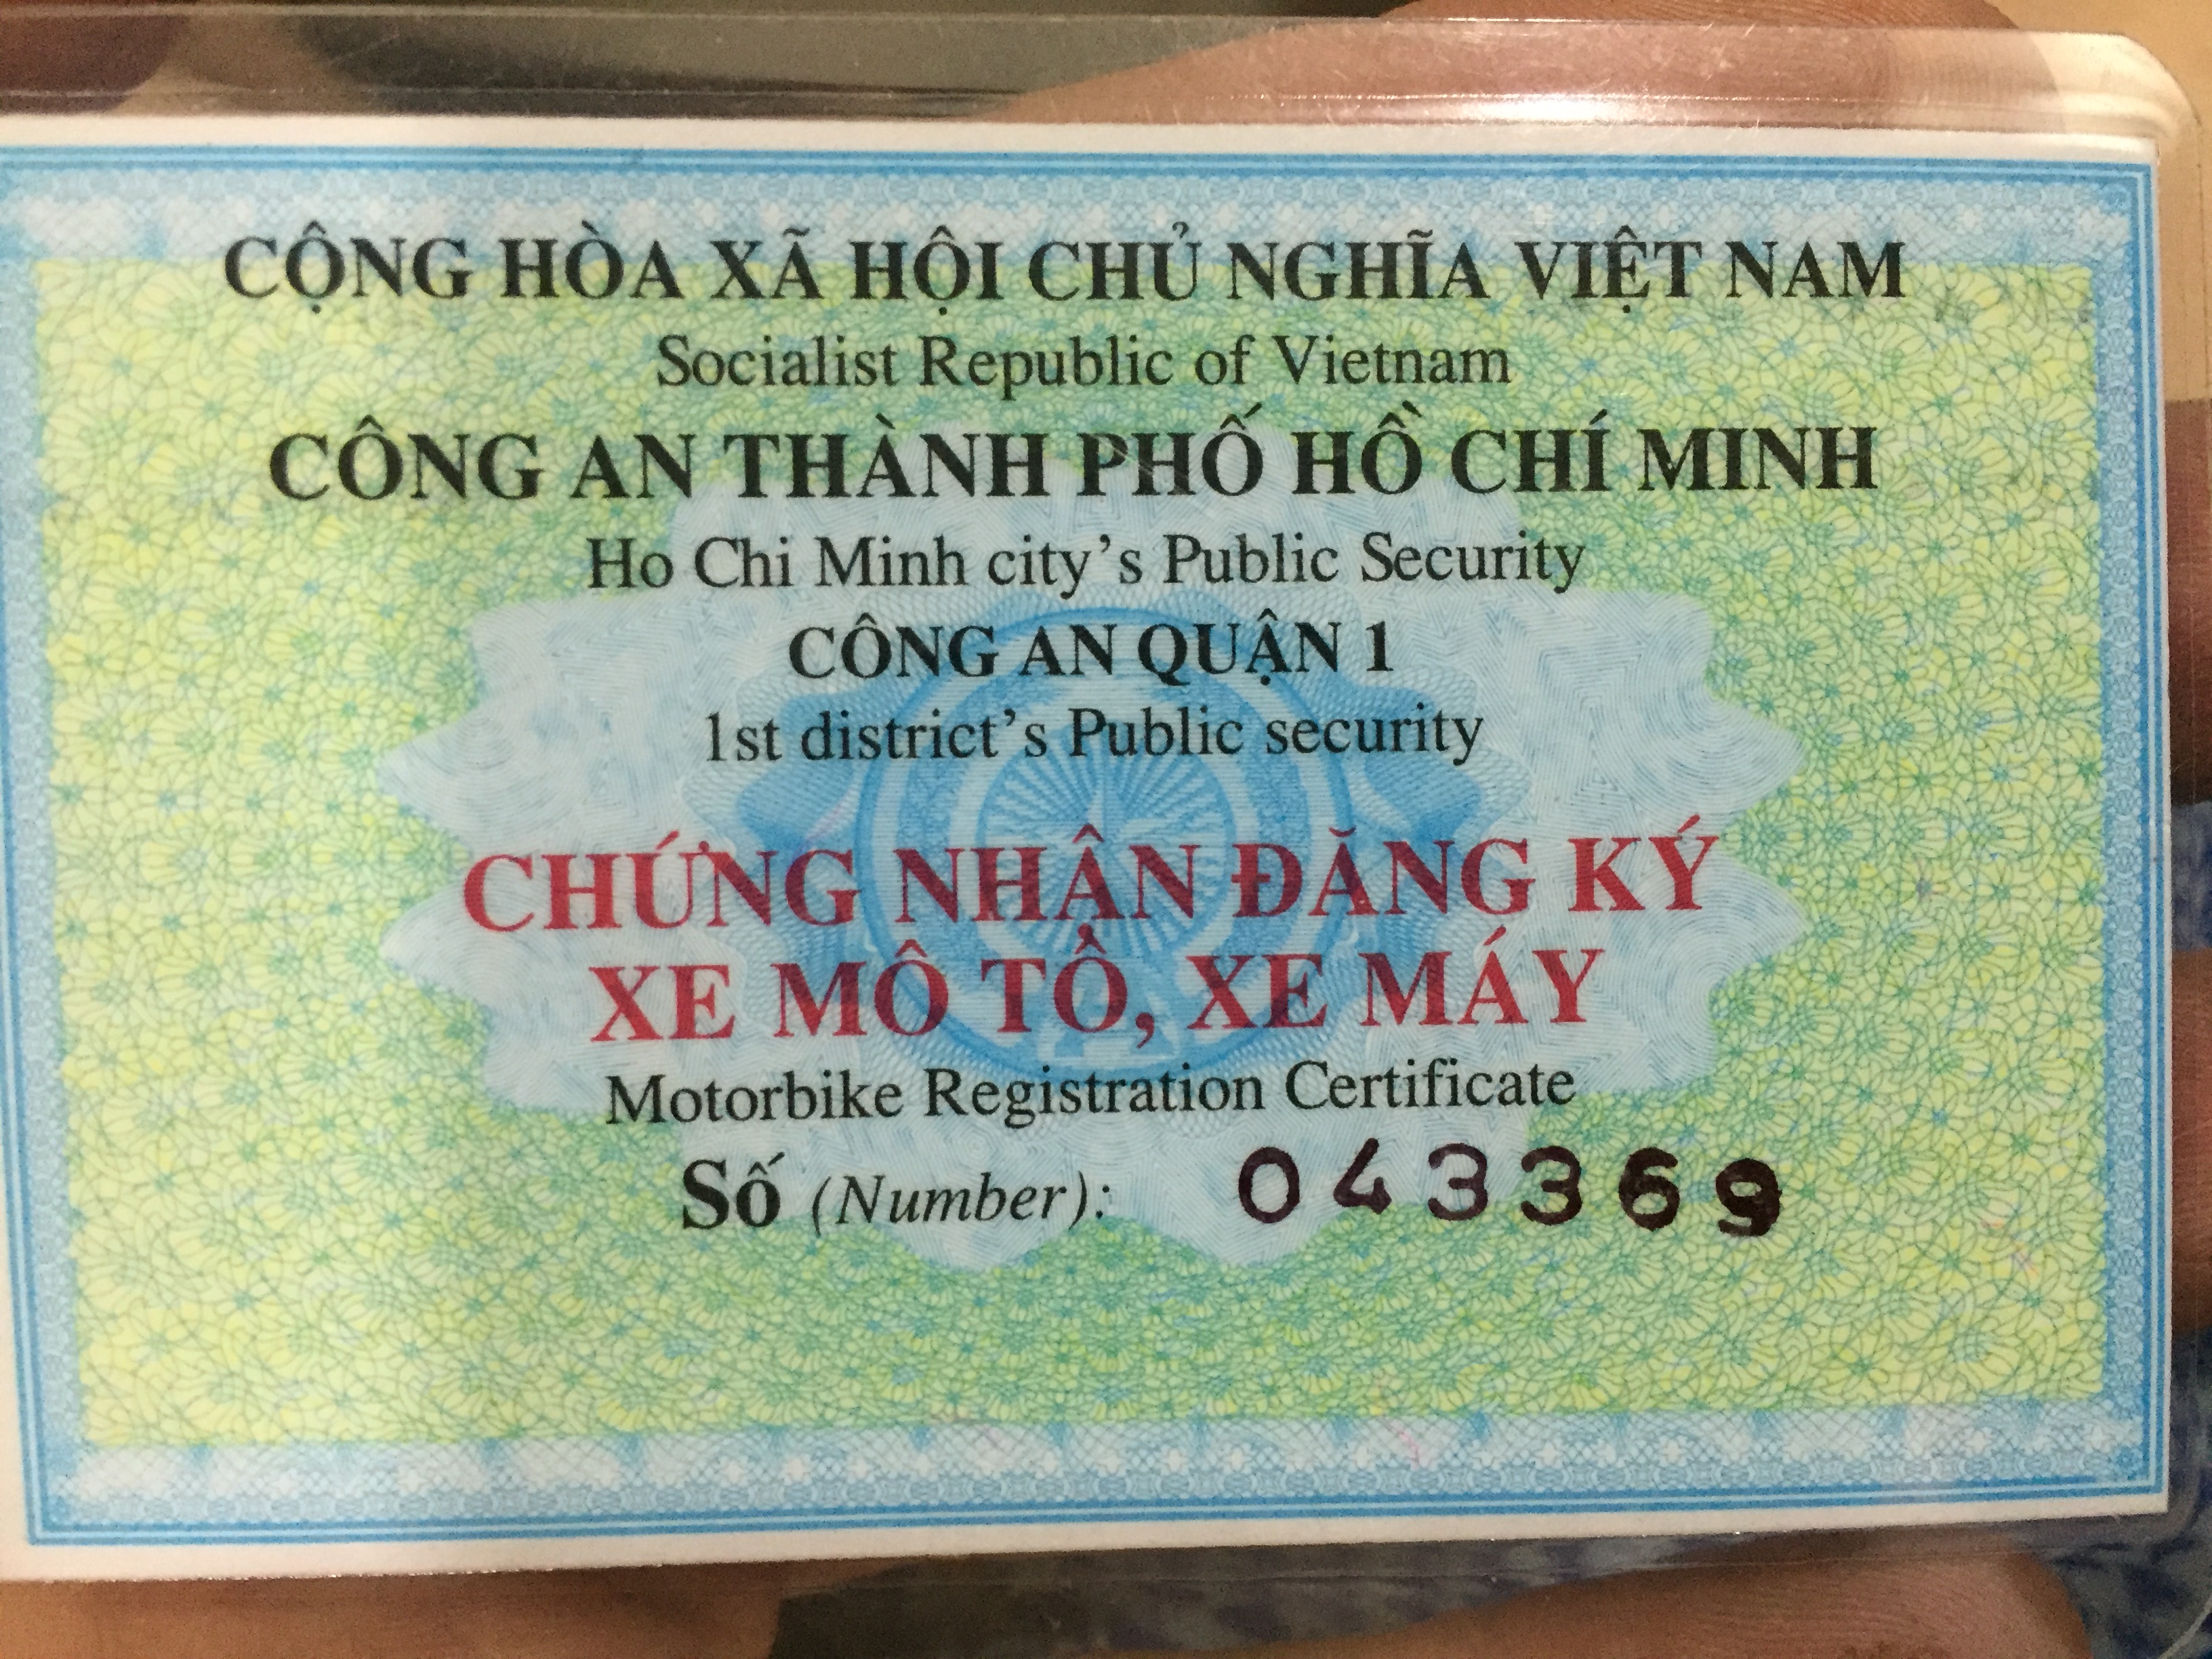 CỘNG HÒA XÃ HỘI CHỦ NGHĨA VIỆT NAM
Socialist Republic of Vietnam
CÔNG AN THÀNH PHỐ HỒ CHÍ MINH
Ho Chi Minh city's Public Security
CÔNG AN QUẬN 1
1st district's Public security
CHỨNG NHẬN ĐĂNG KÝ
XE MÔ TÔ, XE MÁY
Motorbike Registration Certificate
Số (Number): 043369